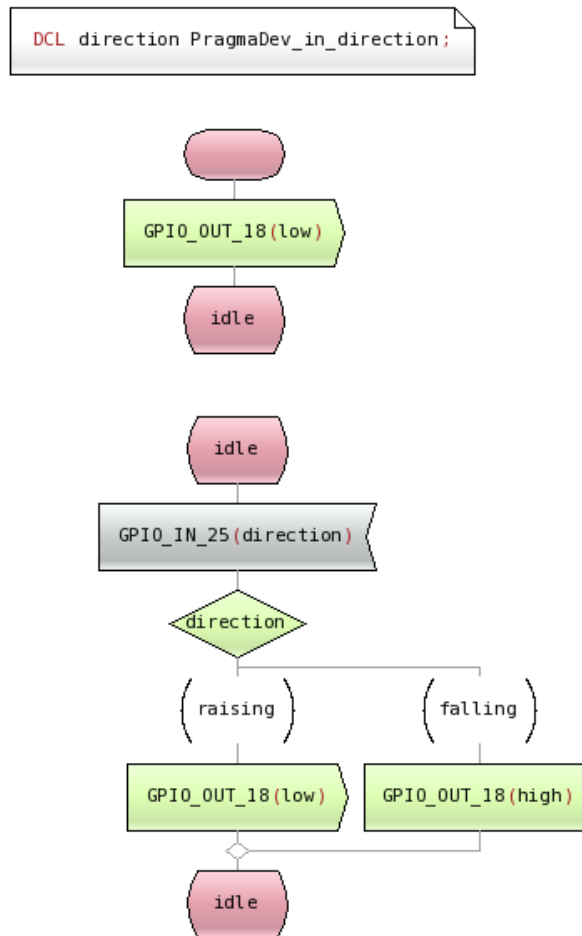 DCL direction PragmaDev_in_direction;
GPIO_OUT_18(low)
idle
idle
GPIO_IN_25(direction)
direction
raising
falling
GPIO_OUT_18(low)
GPIO_OUT_18(high)
idle